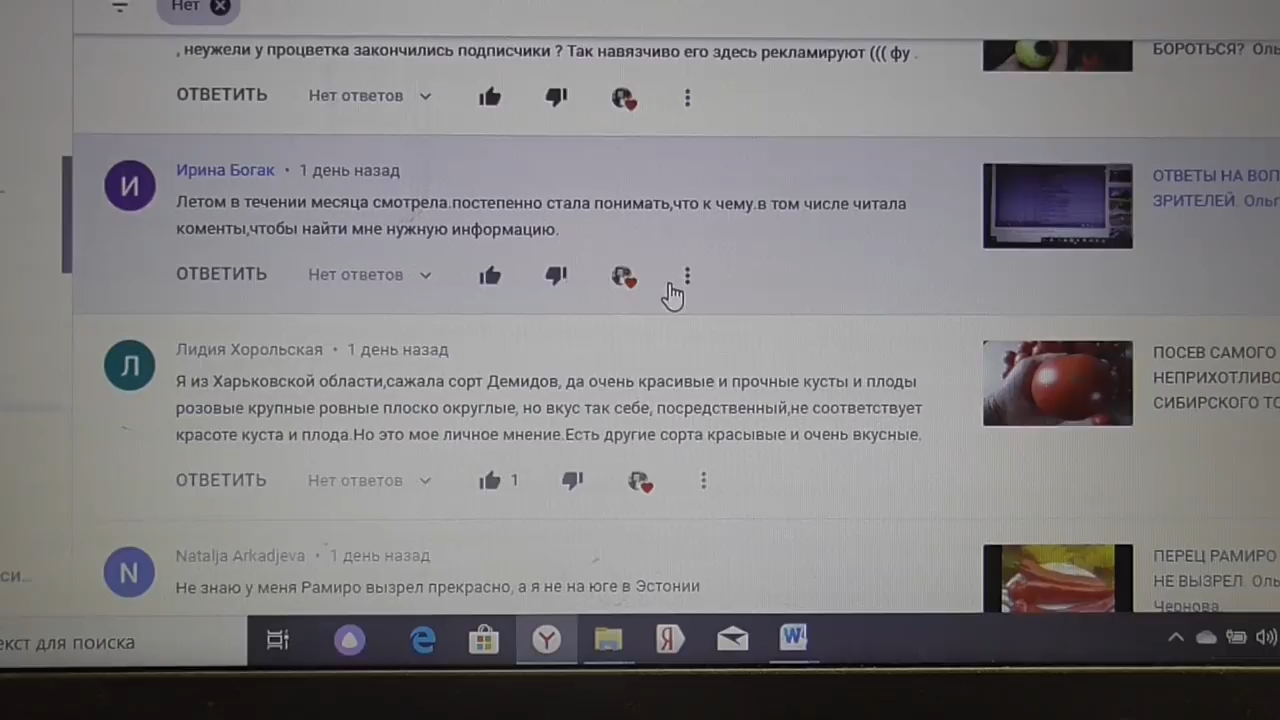 Нет
, неужели у процветка закончились подписчики ? Так навязчиво его здесь рекламируют ((( фу .
БОРОТЬСЯ? Оль
ОТВЕТИТЬ Нет ответов
Ирина Богак • 1 день назад
Летом в течении месяца смотрела.постепенно стала понимать,что к чему.в том числе читала
коменты,чтобы найти мне нужную информацию.
ОТВЕТЫ НА ВОП
ЗРИТЕЛЕЙ. Ольг
ОТВЕТИТЬ Нет ответов
И
Лидия Хорольская • 1 день назад
Я из Харьковской области,сажала сорт Демидов, да очень красивые и прочные кусты и плоды
розовые крупные ровные плоско округлые, но вкус так себе, посредственный,не соответствует
красоте куста и плода.Но это мое личное мнение.Есть другие сорта красывые и очень вкусные.
ПОСЕВ САМОГО
НЕПРИХОТЛИВО
СИБИРСКОГО ТО
Л
ОТВЕТИТЬ Нет ответов 1
Natalja Arkadjeva • 1 день назад
Не знаю у меня Рамиро вызрел прекрасно, а я не на юге в Эстонии
N
ПЕРЕЦ РАМИРО
НЕ ВЫЗРЕЛ. Оль
Чернова.
си...
екст для поиска
Y
Я
W